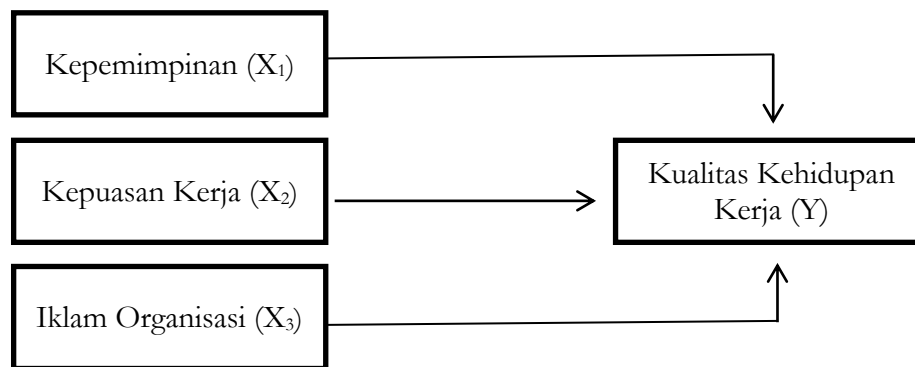 Kepemimpinan (X₁)
Kepuasan Kerja (X₂)
Kualitas Kehidupan
Kerja (Y)
Iklam Organisasi (X₃)